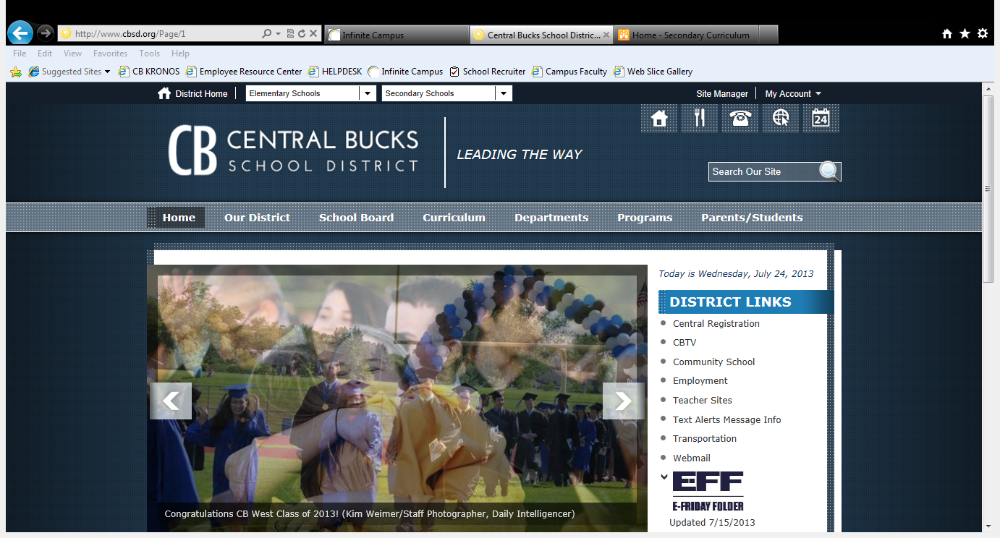 http://www.cbsd.org/Page/1
Infinite Campus
Central Bucks School Distric...
Home - Secondary Curriculum
File Edit View Favorites Tools Help
Suggested Sites CB KRONOS Employee Resource Center HELPDESK Infinite Campus School Recruiter Campus Faculty Web Slice Gallery
District Home Elementary Schools Secondary Schools Site Manager My Account
24
CB CENTRAL BUCKS
SCHOOL DISTRICT
LEADING THE WAY
Search Our Site
Home Our District School Board Curriculum Departments Programs Parents/Students
Today is Wednesday, July 24, 2013
DISTRICT LINKS
Central Registration
CBTV
Community School
Employment
Teacher Sites
Text Alerts Message Info
Transportation
Webmail
EFF
E-FRIDAY FOLDER
Updated 7/15/2013
Congratulations CB West Class of 2013! (Kim Weimer/Staff Photographer, Daily Intelligencer)